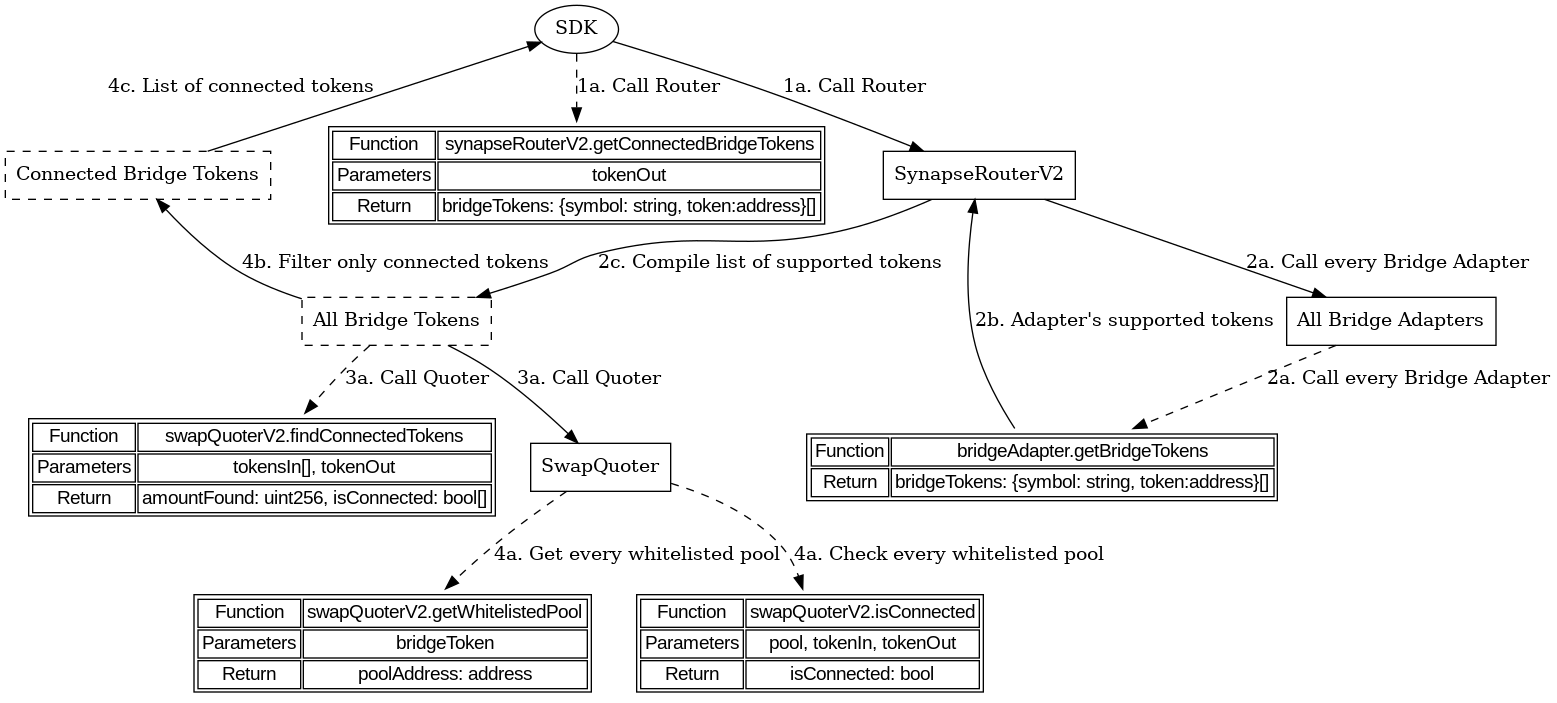 SDK
4c. List of connected tokens
1a. Call Router
1a. Call Router
Connected Bridge Tokens
Function synapseRouterV2.getConnectedBridgeTokens
Parameters tokenOut
Return bridgeTokens: {symbol: string, token:address}[]
SynapseRouterV2
4b. Filter only connected tokens
2c. Compile list of supported tokens
2a. Call every Bridge Adapter
All Bridge Tokens
2b. Adapter's supported tokens
All Bridge Adapters
3a. Call Quoter
3a. Call Quoter
2a. Call every Bridge Adapter
Function swapQuoterV2.findConnectedTokens
Parameters tokensIn[], tokenOut
Return amountFound: uint256, isConnected: bool[]
SwapQuoter
Function bridgeAdapter.getBridgeTokens
Return bridgeTokens: {symbol: string, token:address}[]
4a. Get every whitelisted pool
4a. Check every whitelisted pool
Function swapQuoterV2.getWhitelistedPool
Parameters bridgeToken
Return poolAddress: address
Function swapQuoterV2.isConnected
Parameters pool, tokenIn, tokenOut
Return isConnected: bool